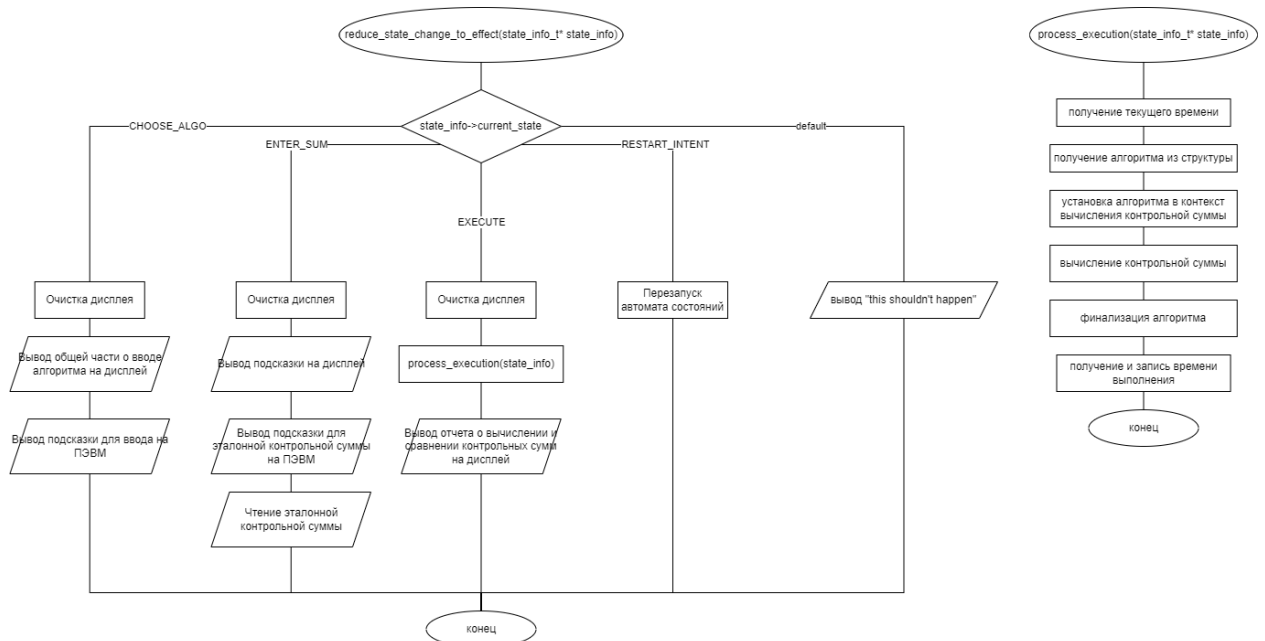 reduce_state_change_to_effect(state_info_t* state_info)
state_info->current_state
CHOOSE_ALGO
ENTER_SUM
EXECUTE
RESTART_INTENT
default
Очистка дисплея
Вывод общей части о вводе
алгоритма на дисплей
Вывод подсказки для ввода на
ПЭВМ
Очистка дисплея
Вывод подсказки на дисплей
Вывод подсказки для
эталонной контрольной суммы
на ПЭВМ
Чтение эталонной
контрольной суммы
Очистка дисплея
process_execution(state_info)
Вывод отчета о вычислении и
сравнении контрольных сумм
на дисплей
Перезапуск
автомата состояний
вывод "this shouldn't happen"
конец
process_execution(state_info_t* state_info)
получение текущего времени
получение алгоритма из структуры
установка алгоритма в контекст
вычисления контрольной суммы
вычисление контрольной суммы
финализация алгоритма
получение и запись времени
выполнения
конец